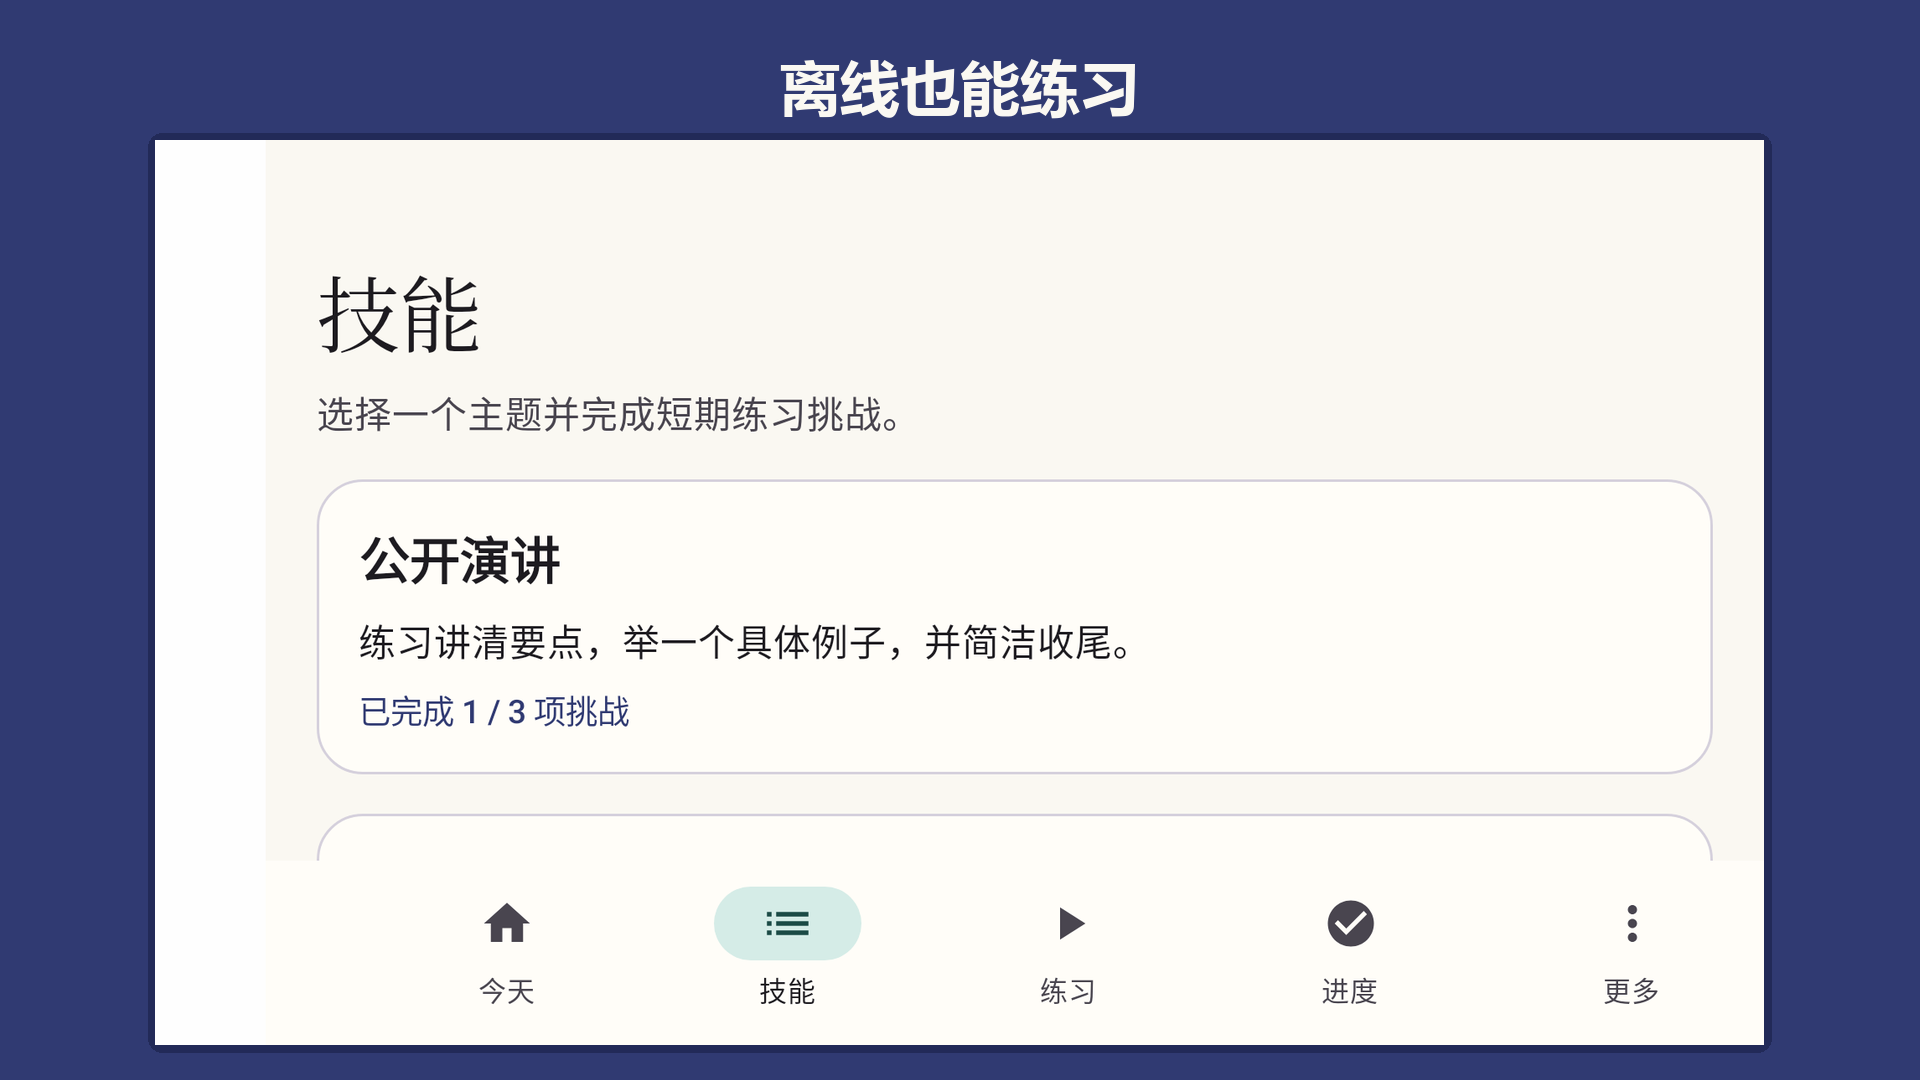 离线也能练习
技能
选择一个主题并完成短期练习挑战。
公开演讲
练习讲清要点，举一个具体例子，并简洁收尾。
已完成 1 / 3 项挑战
今天
技能
练习
进度
更多